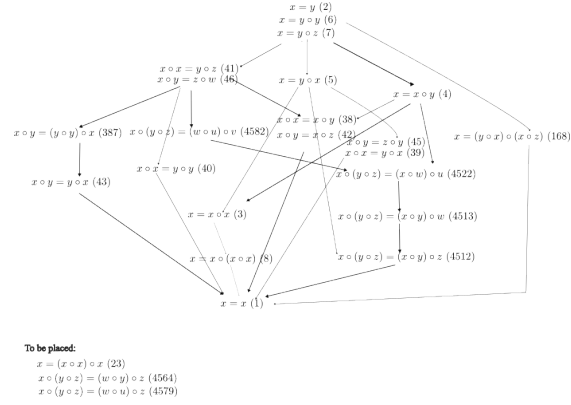 x = y (2)
x = y ∘ y (6)
x = y ∘ z (7)
x ∘ x = y ∘ z (41)
x ∘ y = z ∘ w (46)
x = y ∘ x (5)
x = x ∘ y (4)
x ∘ x = x ∘ y (38)
x ∘ y = (y ∘ y) ∘ x (387)
x ∘ (y ∘ z) = (w ∘ u) ∘ v (4582)
x ∘ y = x ∘ z (42)
x ∘ y = z ∘ y (45)
x = (y ∘ x) ∘ (x ∘ z) (168)
x ∘ x = y ∘ x (39)
x ∘ x = y ∘ y (40)
x ∘ (y ∘ z) = (x ∘ w) ∘ u (4522)
x ∘ y = y ∘ x (43)
x = x ∘ x (3)
x ∘ (y ∘ z) = (x ∘ y) ∘ w (4513)
x = x ∘ (x ∘ x) (8)
x ∘ (y ∘ z) = (x ∘ y) ∘ z (4512)
x = x (1)
To be placed:
x = (x ∘ x) ∘ x (23)
x ∘ (y ∘ z) = (w ∘ y) ∘ z (4564)
x ∘ (y ∘ z) = (w ∘ u) ∘ z (4579)